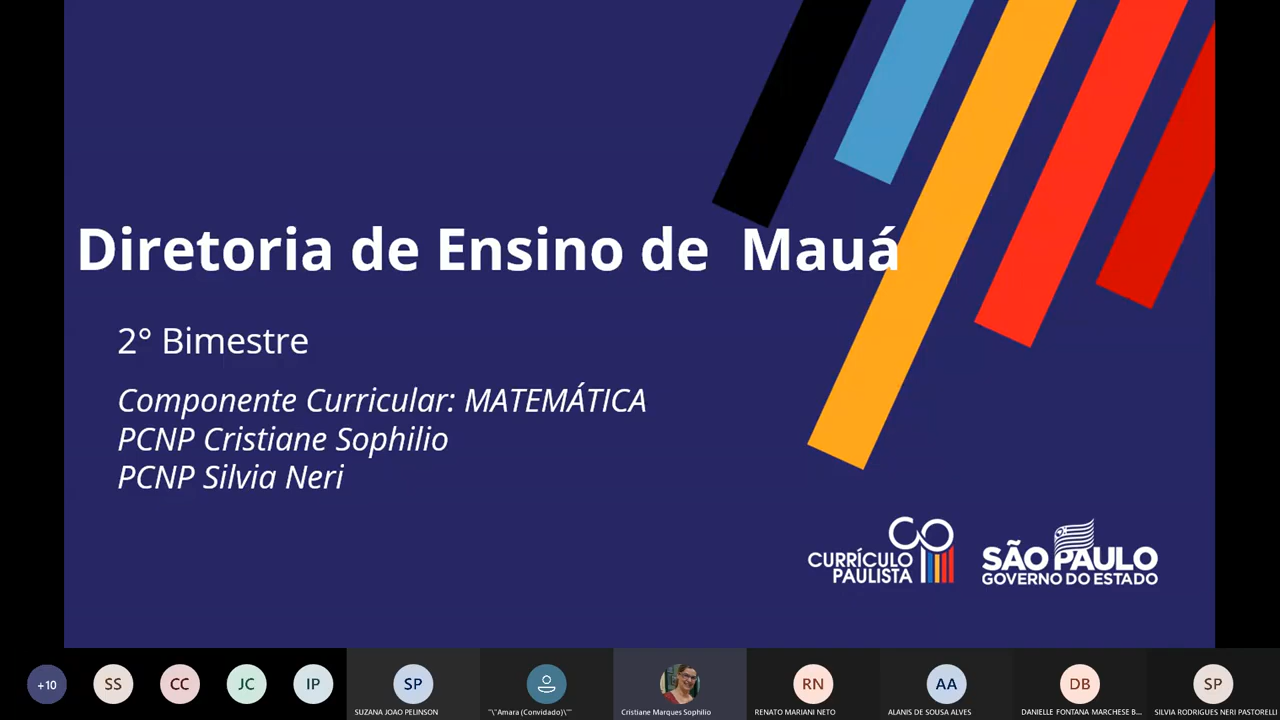 Diretoria de Ensino de Mauá
2° Bimestre
Componente Curricular: MATEMÁTICA
PCNP Cristiane Sophilio
PCNP Silvia Neri
CURRÍCULO
PAULISTA
SÃO PAULO
GOVERNO DO ESTADO
+10
SS
CC
JC
IP
SP
RN
AA
DB
SP
SUZANA JOAO PELINSON
"\"Amara (Convidado)\""
Cristiane Marques Sophilio
RENATO MARIANI NETO
ALANIS DE SOUSA ALVES
DANIELLE FONTANA MARCHESE B...
SILVIA RODRIGUES NERI PASTORELLI